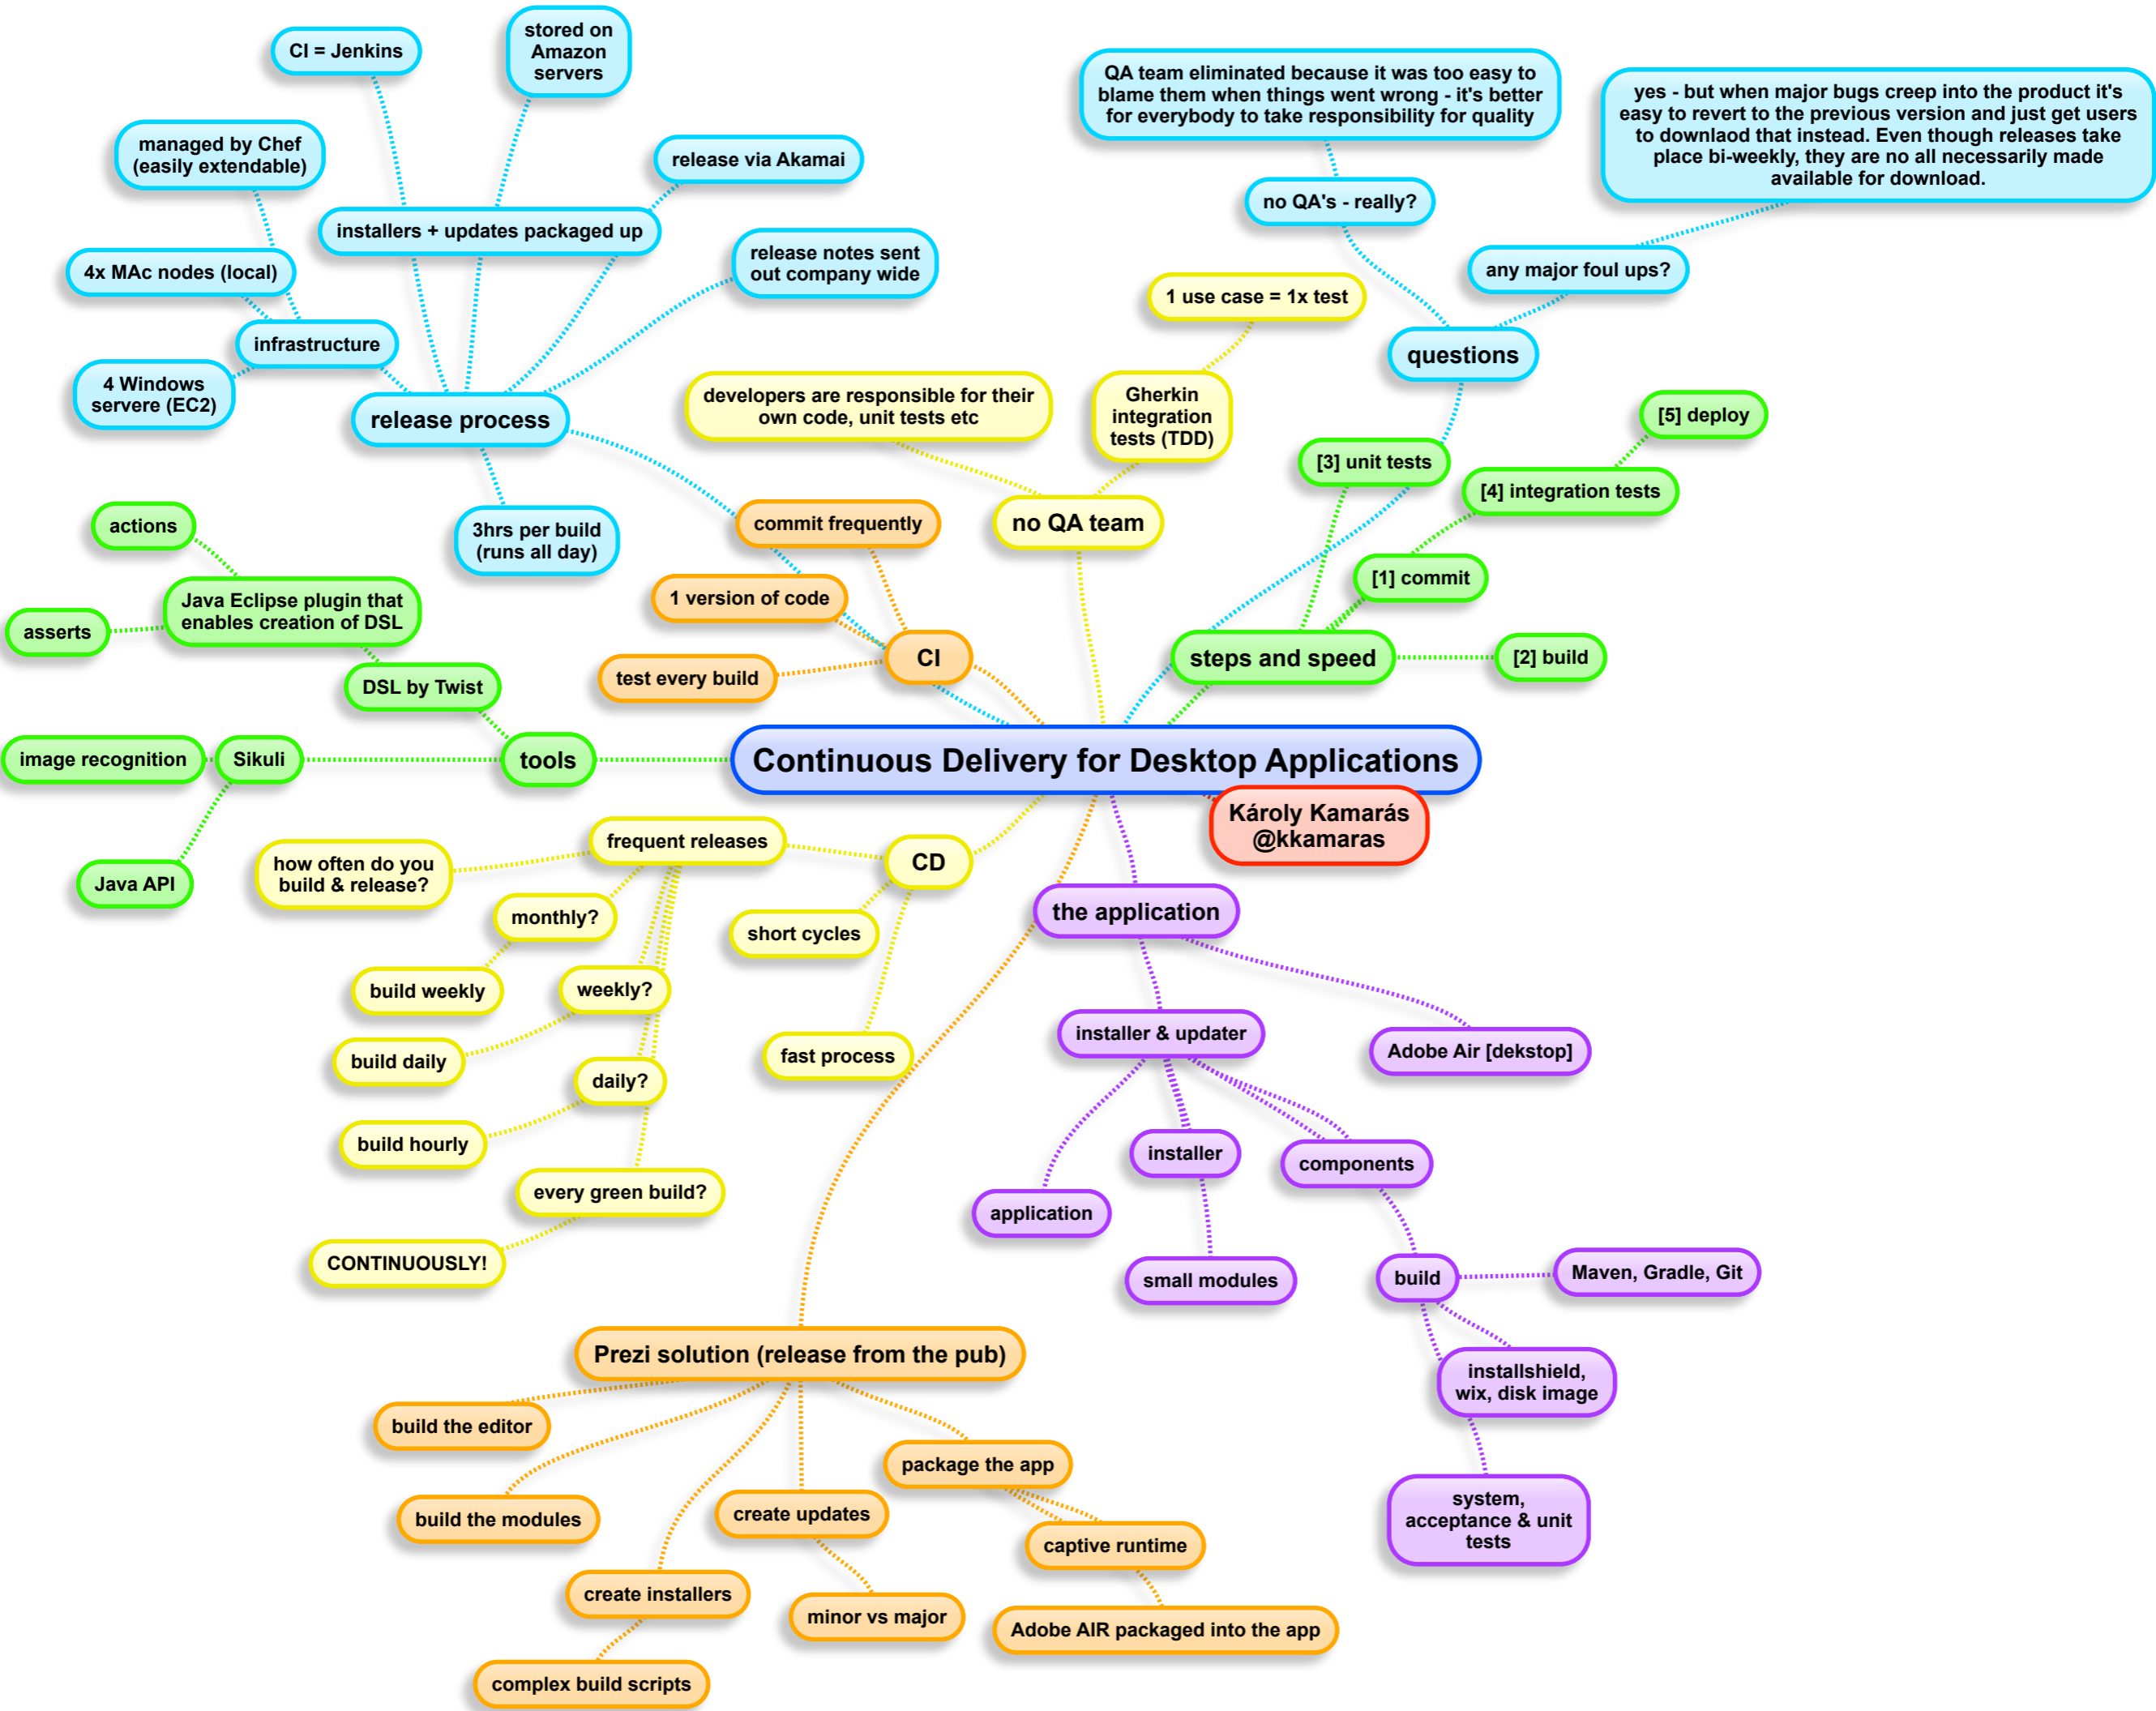 stored on
Amazon
servers
CI = Jenkins
QA team eliminated because it was too easy to
blame them when things went wrong - it's better
for everybody to take responsibility for quality
yes - but when major bugs creep into the product it's
easy to revert to the previous version and just get users
to downlaod that instead. Even though releases take
place bi-weekly, they are no all necessarily made
available for download.
managed by Chef
(easily extendable)
release via Akamai
no QA's - really?
installers + updates packaged up
release notes sent
out company wide
4x MAc nodes (local)
any major foul ups?
1 use case = 1x test
infrastructure
questions
4 Windows
servere (EC2)
release process
developers are responsible for their
own code, unit tests etc
Gherkin
integration
tests (TDD)
[5] deploy
[3] unit tests
[4] integration tests
actions
3hrs per build
(runs all day)
commit frequently
no QA team
[1] commit
Java Eclipse plugin that
enables creation of DSL
1 version of code
asserts
CI
steps and speed
[2] build
test every build
DSL by Twist
image recognition
Sikuli
tools
Continuous Delivery for Desktop Applications
Károly Kamarás
@kkamaras
frequent releases
how often do you
build & release?
CD
Java API
monthly?
short cycles
the application
build weekly
weekly?
installer & updater
Adobe Air [dekstop]
build daily
fast process
daily?
build hourly
installer
components
every green build?
application
CONTINUOUSLY!
small modules
build
Maven, Gradle, Git
Prezi solution (release from the pub)
installshield,
wix, disk image
build the editor
package the app
build the modules
create updates
system,
acceptance & unit
tests
captive runtime
create installers
minor vs major
Adobe AIR packaged into the app
complex build scripts